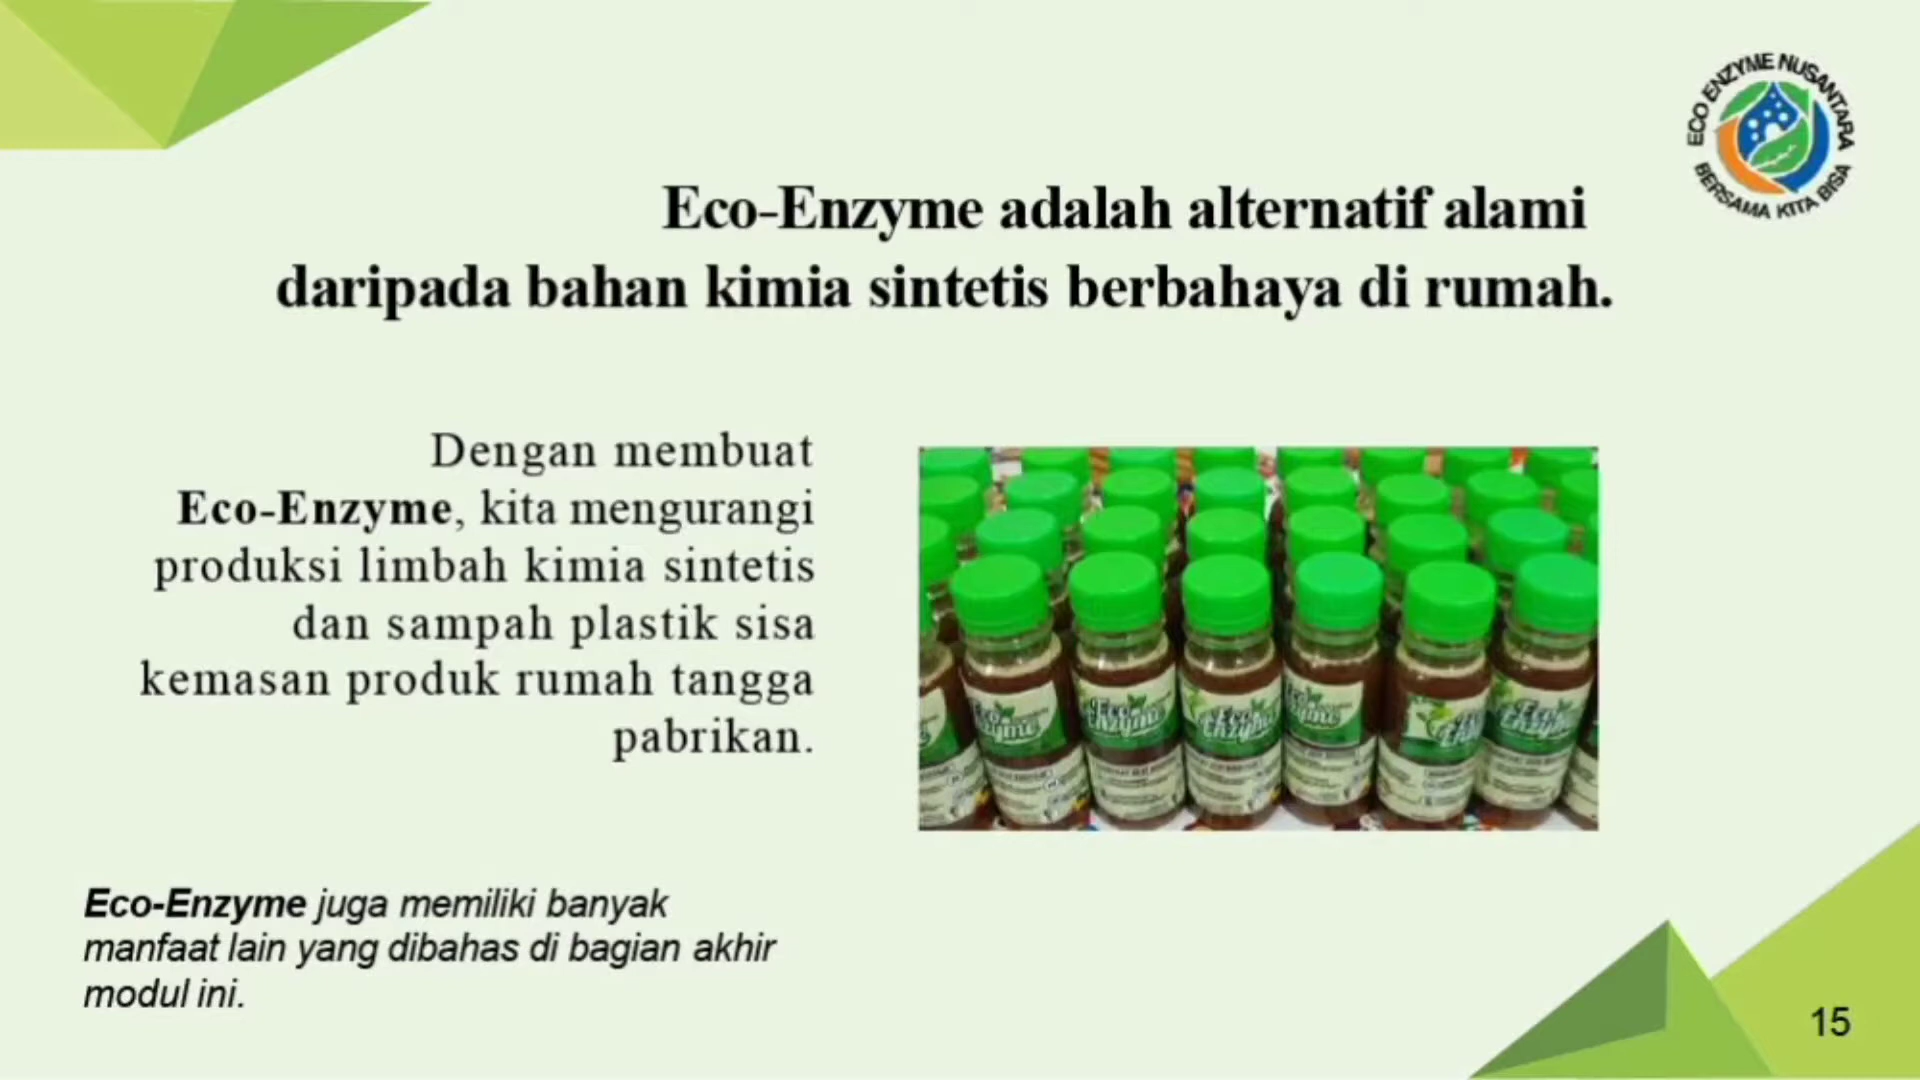 ECO ENZYME NUSANTARA
BERSAMA KITA BISA
Eco-Enzyme adalah alternatif alami
daripada bahan kimia sintetis berbahaya di rumah.
Dengan membuat
Eco-Enzyme, kita mengurangi
produksi limbah kimia sintetis
dan sampah plastik sisa
kemasan produk rumah tangga
pabrikan.
Eco Enzyme
Eco-Enzyme juga memiliki banyak
manfaat lain yang dibahas di bagian akhir
modul ini.
15